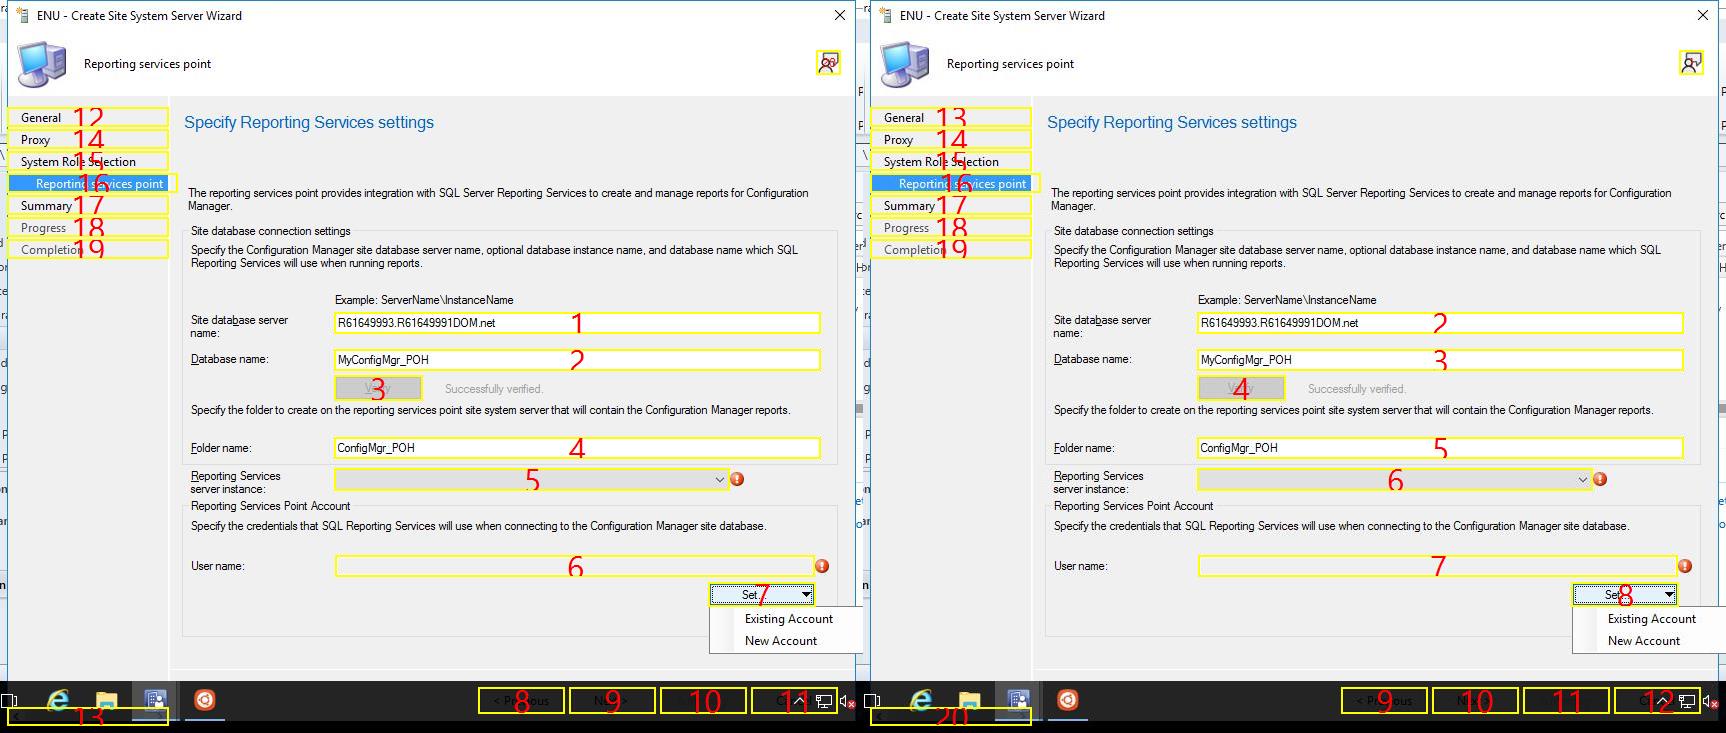 ENU - Create Site System Server Wizard
Reporting services point
General 12
Proxy 14
System Role Selection 15
Reporting services point 16
Summary 17
Progress 18
Completion 19
Specify Reporting Services settings
The reporting services point provides integration with SQL Server Reporting Services to create and manage reports for Configuration
Manager.
Site database connection settings
Specify the Configuration Manager site database server name, optional database instance name, and database name which SQL
Reporting Services will use when running reports.
Example: ServerName\InstanceName
Site database server
name:
R61649993.R61649991DOM.net 1
Database name: MyConfigMgr_POH 2
3 Successfully verified.
Specify the folder to create on the reporting services point site system server that will contain the Configuration Manager reports.
Folder name: ConfigMgr_POH 4
Reporting Services
server instance: 5
Reporting Services Point Account
Specify the credentials that SQL Reporting Services will use when connecting to the Configuration Manager site database.
User name: 6
Set... 7
Existing Account
New Account
< Previous 8
9
10
11
13
ENU - Create Site System Server Wizard
Reporting services point
1
General 13
Proxy 14
System Role Selection 15
Reporting services point 16
Summary 17
Progress 18
Completion 19
Specify Reporting Services settings
The reporting services point provides integration with SQL Server Reporting Services to create and manage reports for Configuration
Manager.
Site database connection settings
Specify the Configuration Manager site database server name, optional database instance name, and database name which SQL
Reporting Services will use when running reports.
Example: ServerName\InstanceName
Site database server
name:
R61649993.R61649991DOM.net 2
Database name: MyConfigMgr_POH 3
4 Successfully verified.
Specify the folder to create on the reporting services point site system server that will contain the Configuration Manager reports.
Folder name: ConfigMgr_POH 5
Reporting Services
server instance: 6
Reporting Services Point Account
Specify the credentials that SQL Reporting Services will use when connecting to the Configuration Manager site database.
User name: 7
Set... 8
Existing Account
New Account
< Previous 9
10
11
12
20